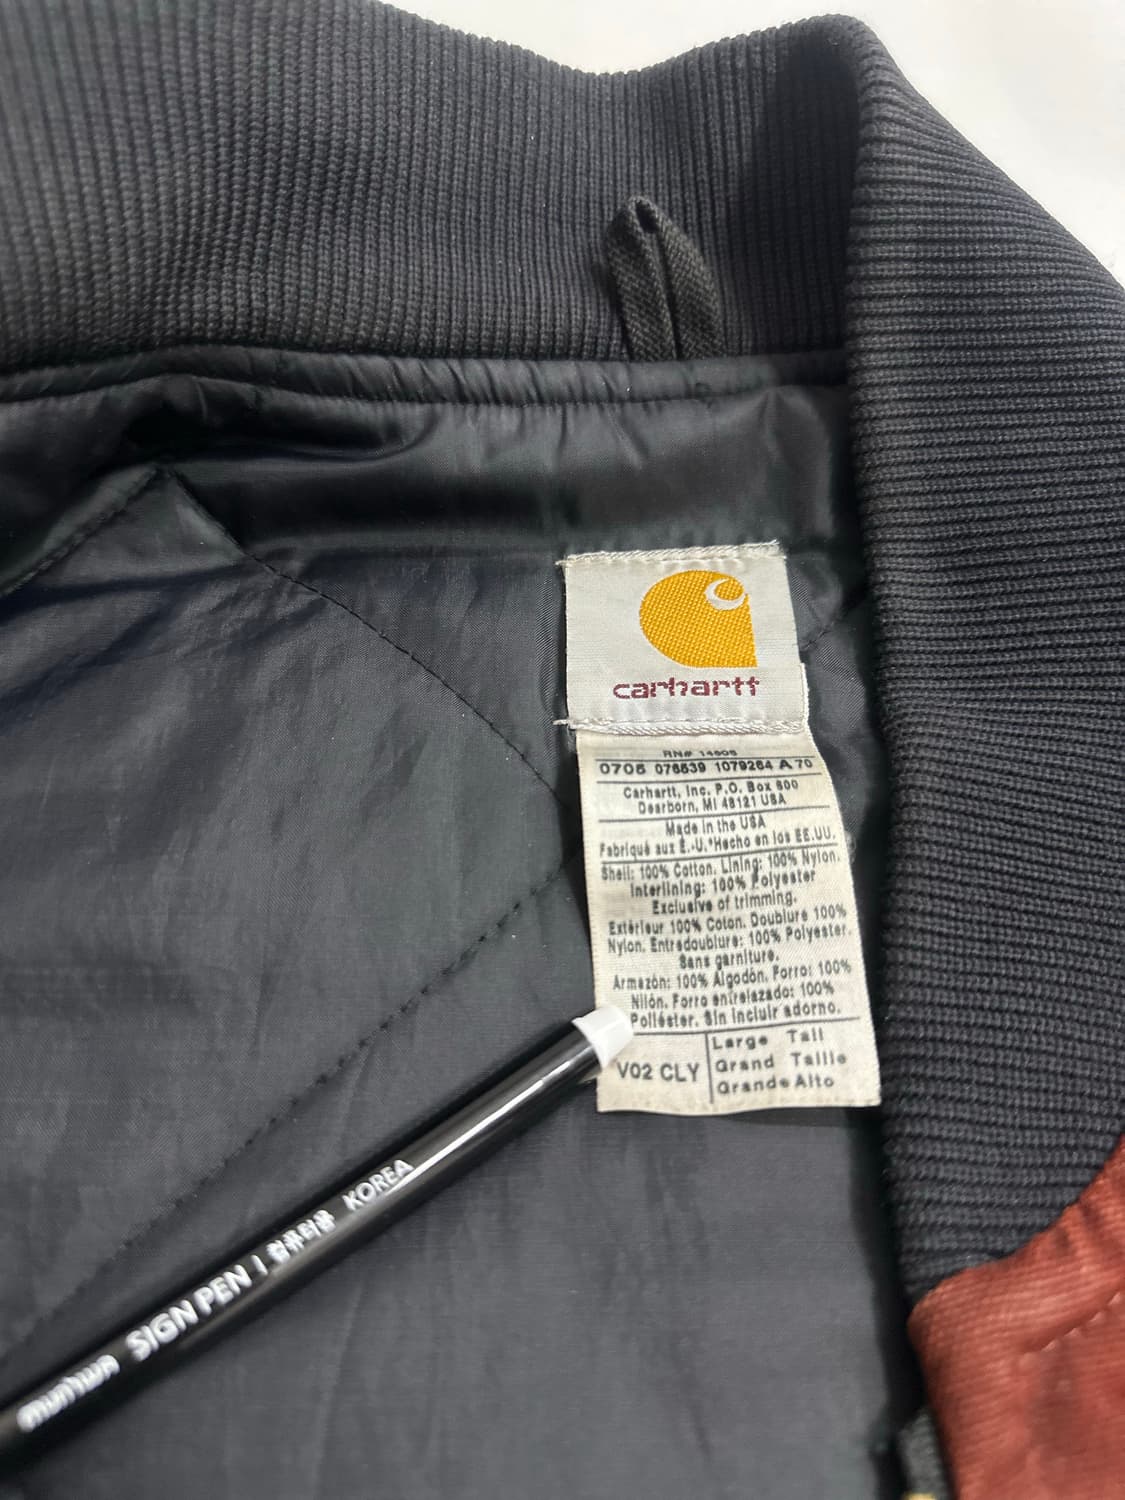 carhartt
RN# 14806
0705 076539 1079264 A 70
Carhartt, Inc. P.O. Box 600
Dearborn, MI 48121 USA
Made in the USA
Fabriqué aux E.-U.*Hecho en los EE.UU.
Shell: 100% Cotton. Lining: 100% Nylon.
Interlining: 100% Polyester
Exclusive of trimming.
Extérieur 100% Coton. Doublure 100%
Nylon. Entredoublure: 100% Polyester.
Sans garniture.
Armazón: 100% Algodón. Forro: 100%
Nilón. Forro entrelazado: 100%
Poliéster. Sin incluir adorno.
V02 CLY
Large Tall
Grand Taille
Grande Alto
munhwa SIGN PEN KOREA